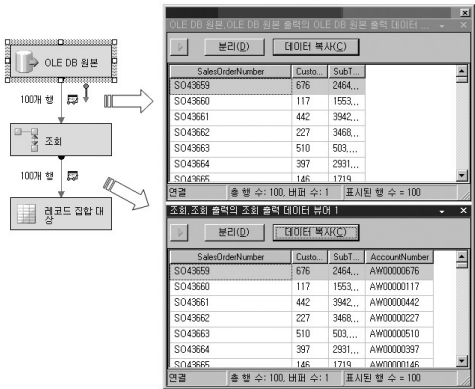 OLE DB 원본
100개 행
조회
100개 행
레코드 집합 대
상
OLE DB 원본,OLE DB 원본 출력의 OLE DB 원본 출력 데이터 ...
분리(D)
데이터 복사(C)
SalesOrderNumber Custo... SubT...
SO43659 676 2464,...
SO43660 117 1553,...
SO43661 442 3942,...
SO43662 227 3468,...
SO43663 510 503,...
SO43664 397 2931,...
SO43665 146 1719
연결 총 행 수: 100, 버퍼 수: 1 표시된 행 수 = 100
조회,조회 출력의 조회 출력 데이터 뷰어 1
분리(D)
데이터 복사(C)
SalesOrderNumber Custo... SubT... AccountNumber
SO43659 676 2464,... AW00000676
SO43660 117 1553,... AW00000117
SO43661 442 3942,... AW00000442
SO43662 227 3468,... AW00000227
SO43663 510 503,... AW00000510
SO43664 397 2931,... AW00000397
SO43665 146 1719 AW00000146
연결 총 행 수: 100, 버퍼 수: 1 표시된 행 수 = 100